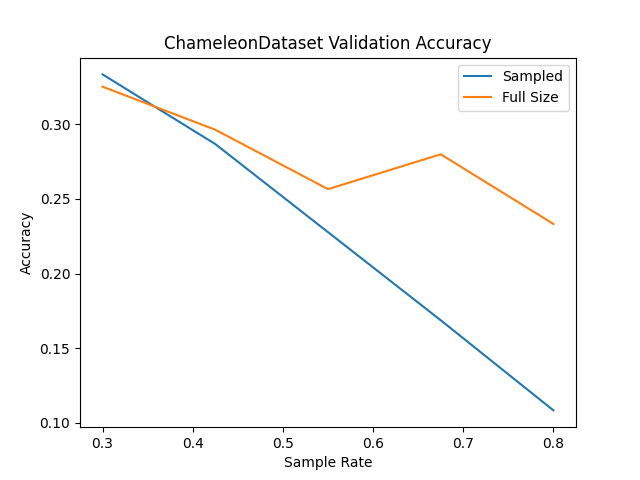 ChameleonDataset Validation Accuracy
Sampled
Full Size
Accuracy
0.30
0.25
0.20
0.15
0.10
0.3 0.4 0.5 0.6 0.7 0.8
Sample Rate